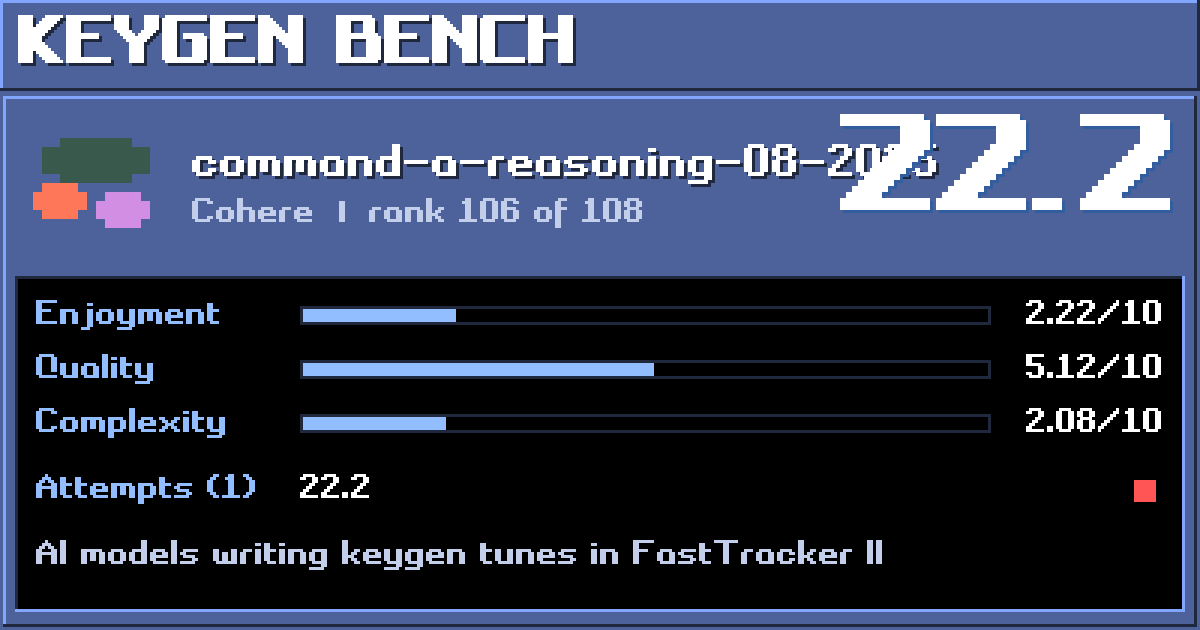 KEYGEN BENCH
command-a-reasoning-08-2025
22.2
Cohere | rank 106 of 108
Enjoyment 2.22/10
Quality 5.12/10
Complexity 2.08/10
Attempts (1) 22.2
AI models writing keygen tunes in FastTracker II